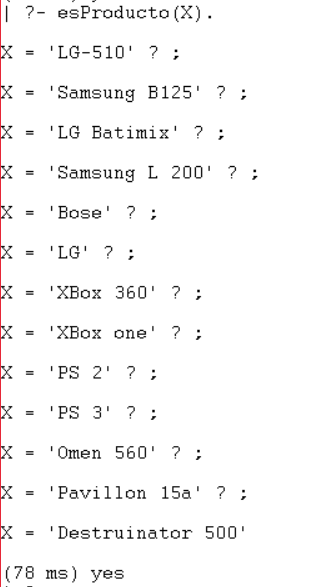 | ?- esProducto(X).
X = 'LG-510' ? ;
X = 'Samsung B125' ? ;
X = 'LG Batimix' ? ;
X = 'Samsung L 200' ? ;
X = 'Bose' ? ;
X = 'LG' ? ;
X = 'XBox 360' ? ;
X = 'XBox one' ? ;
X = 'PS 2' ? ;
X = 'PS 3' ? ;
X = 'Omen 560' ? ;
X = 'Pavillon 15a' ? ;
X = 'Destruinator 500'
(78 ms) yes